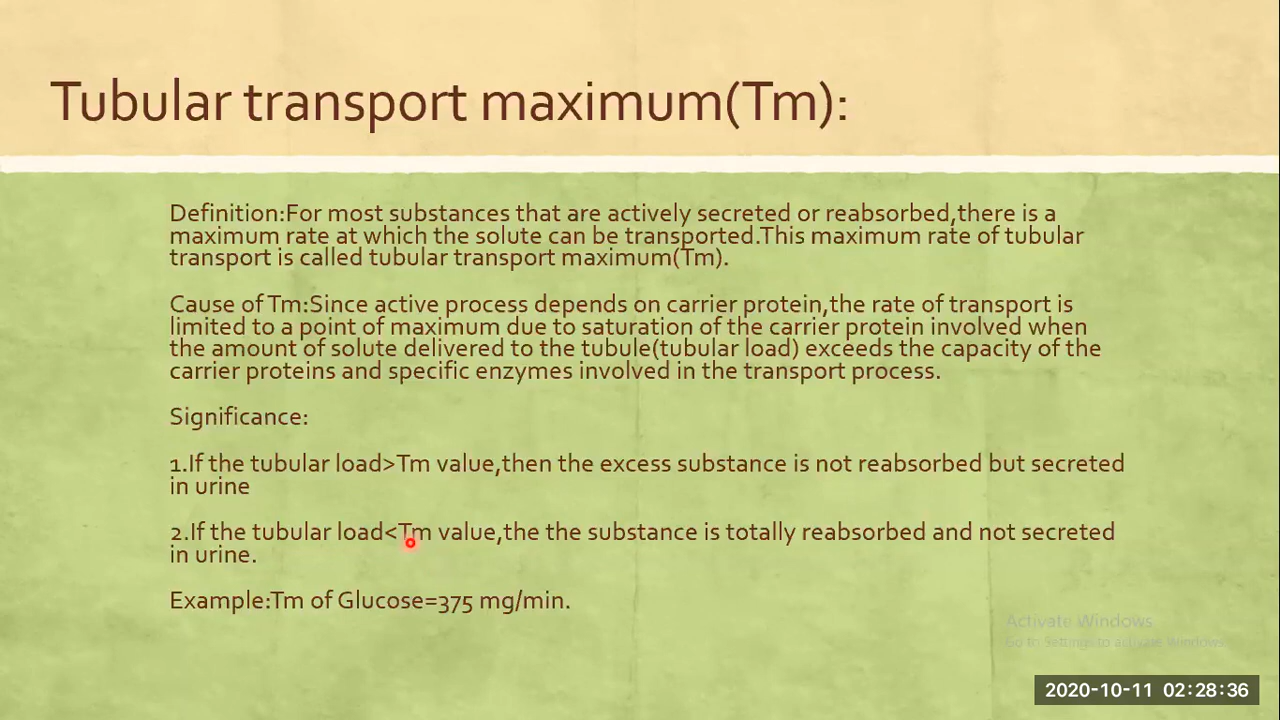 Tubular transport maximum(Tm):
Definition:For most substances that are actively secreted or reabsorbed,there is a
maximum rate at which the solute can be transported.This maximum rate of tubular
transport is called tubular transport maximum(Tm).
Cause of Tm:Since active process depends on carrier protein,the rate of transport is
limited to a point of maximum due to saturation of the carrier protein involved when
the amount of solute delivered to the tubule(tubular load) exceeds the capacity of the
carrier proteins and specific enzymes involved in the transport process.
Significance:
1.If the tubular load>Tm value,then the excess substance is not reabsorbed but secreted
in urine
2.If the tubular load<Tm value,the the substance is totally reabsorbed and not secreted
in urine.
Example:Tm of Glucose=375 mg/min.
Activate Windows
Go to Settings to activate Windows.
2020-10-11 02:28:36